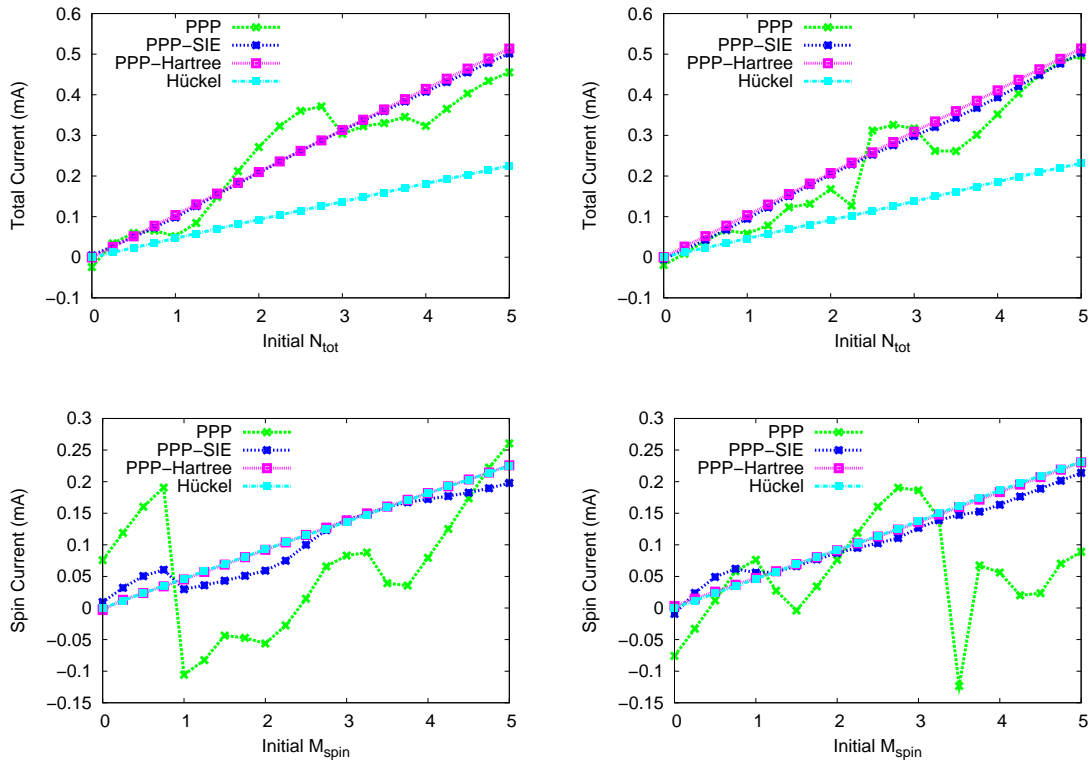 0.6
0.5
0.4
0.3
0.2
0.1
0
−0.1
Total Current (mA)
PPP
PPP−SIE
PPP−Hartree
Hückel
0 1 2 3 4 5
Initial N_tot
0.6
0.5
0.4
0.3
0.2
0.1
0
−0.1
Total Current (mA)
PPP
PPP−SIE
PPP−Hartree
Hückel
0 1 2 3 4 5
Initial N_tot
0.3
0.25
0.2
0.15
0.1
0.05
0
−0.05
−0.1
−0.15
Spin Current (mA)
PPP
PPP−SIE
PPP−Hartree
Hückel
0 1 2 3 4 5
Initial M_spin
0.3
0.25
0.2
0.15
0.1
0.05
0
−0.05
−0.1
−0.15
Spin Current (mA)
PPP
PPP−SIE
PPP−Hartree
Hückel
0 1 2 3 4 5
Initial M_spin